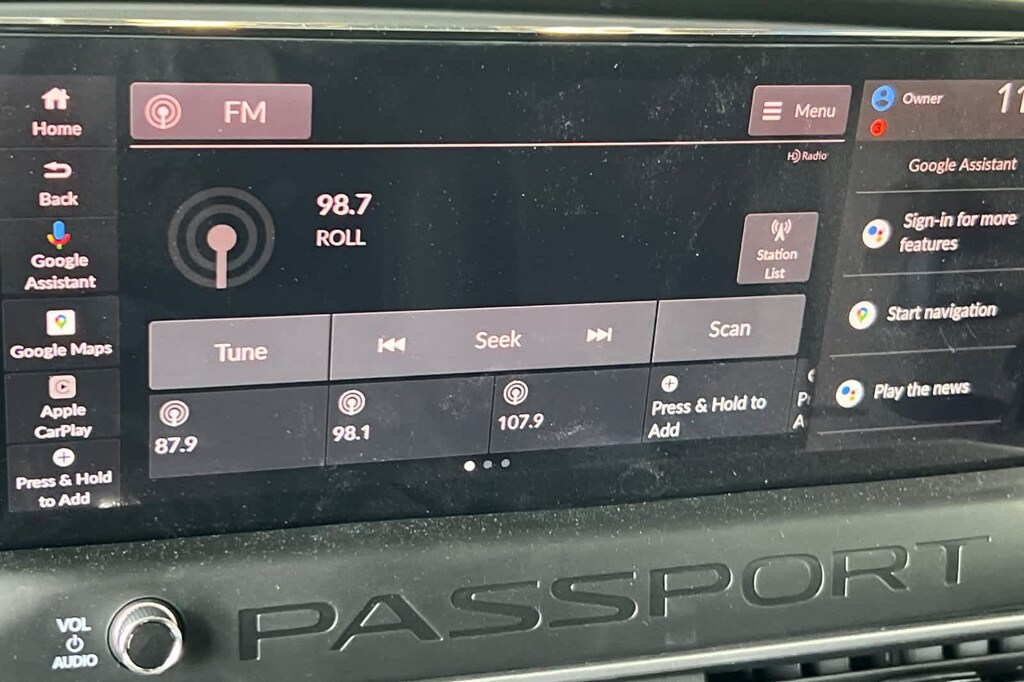 Home
Back
Google
Assistant
Google Maps
Apple
CarPlay
Press & Hold
to Add
FM
Menu
HD Radio
98.7
ROLL
Station
List
Tune
Seek
Scan
87.9
98.1
107.9
Press & Hold to
Add
Owner
3
11
Google Assistant
Sign-in for more
features
Start navigation
Play the news
VOL
AUDIO
PASSPORT